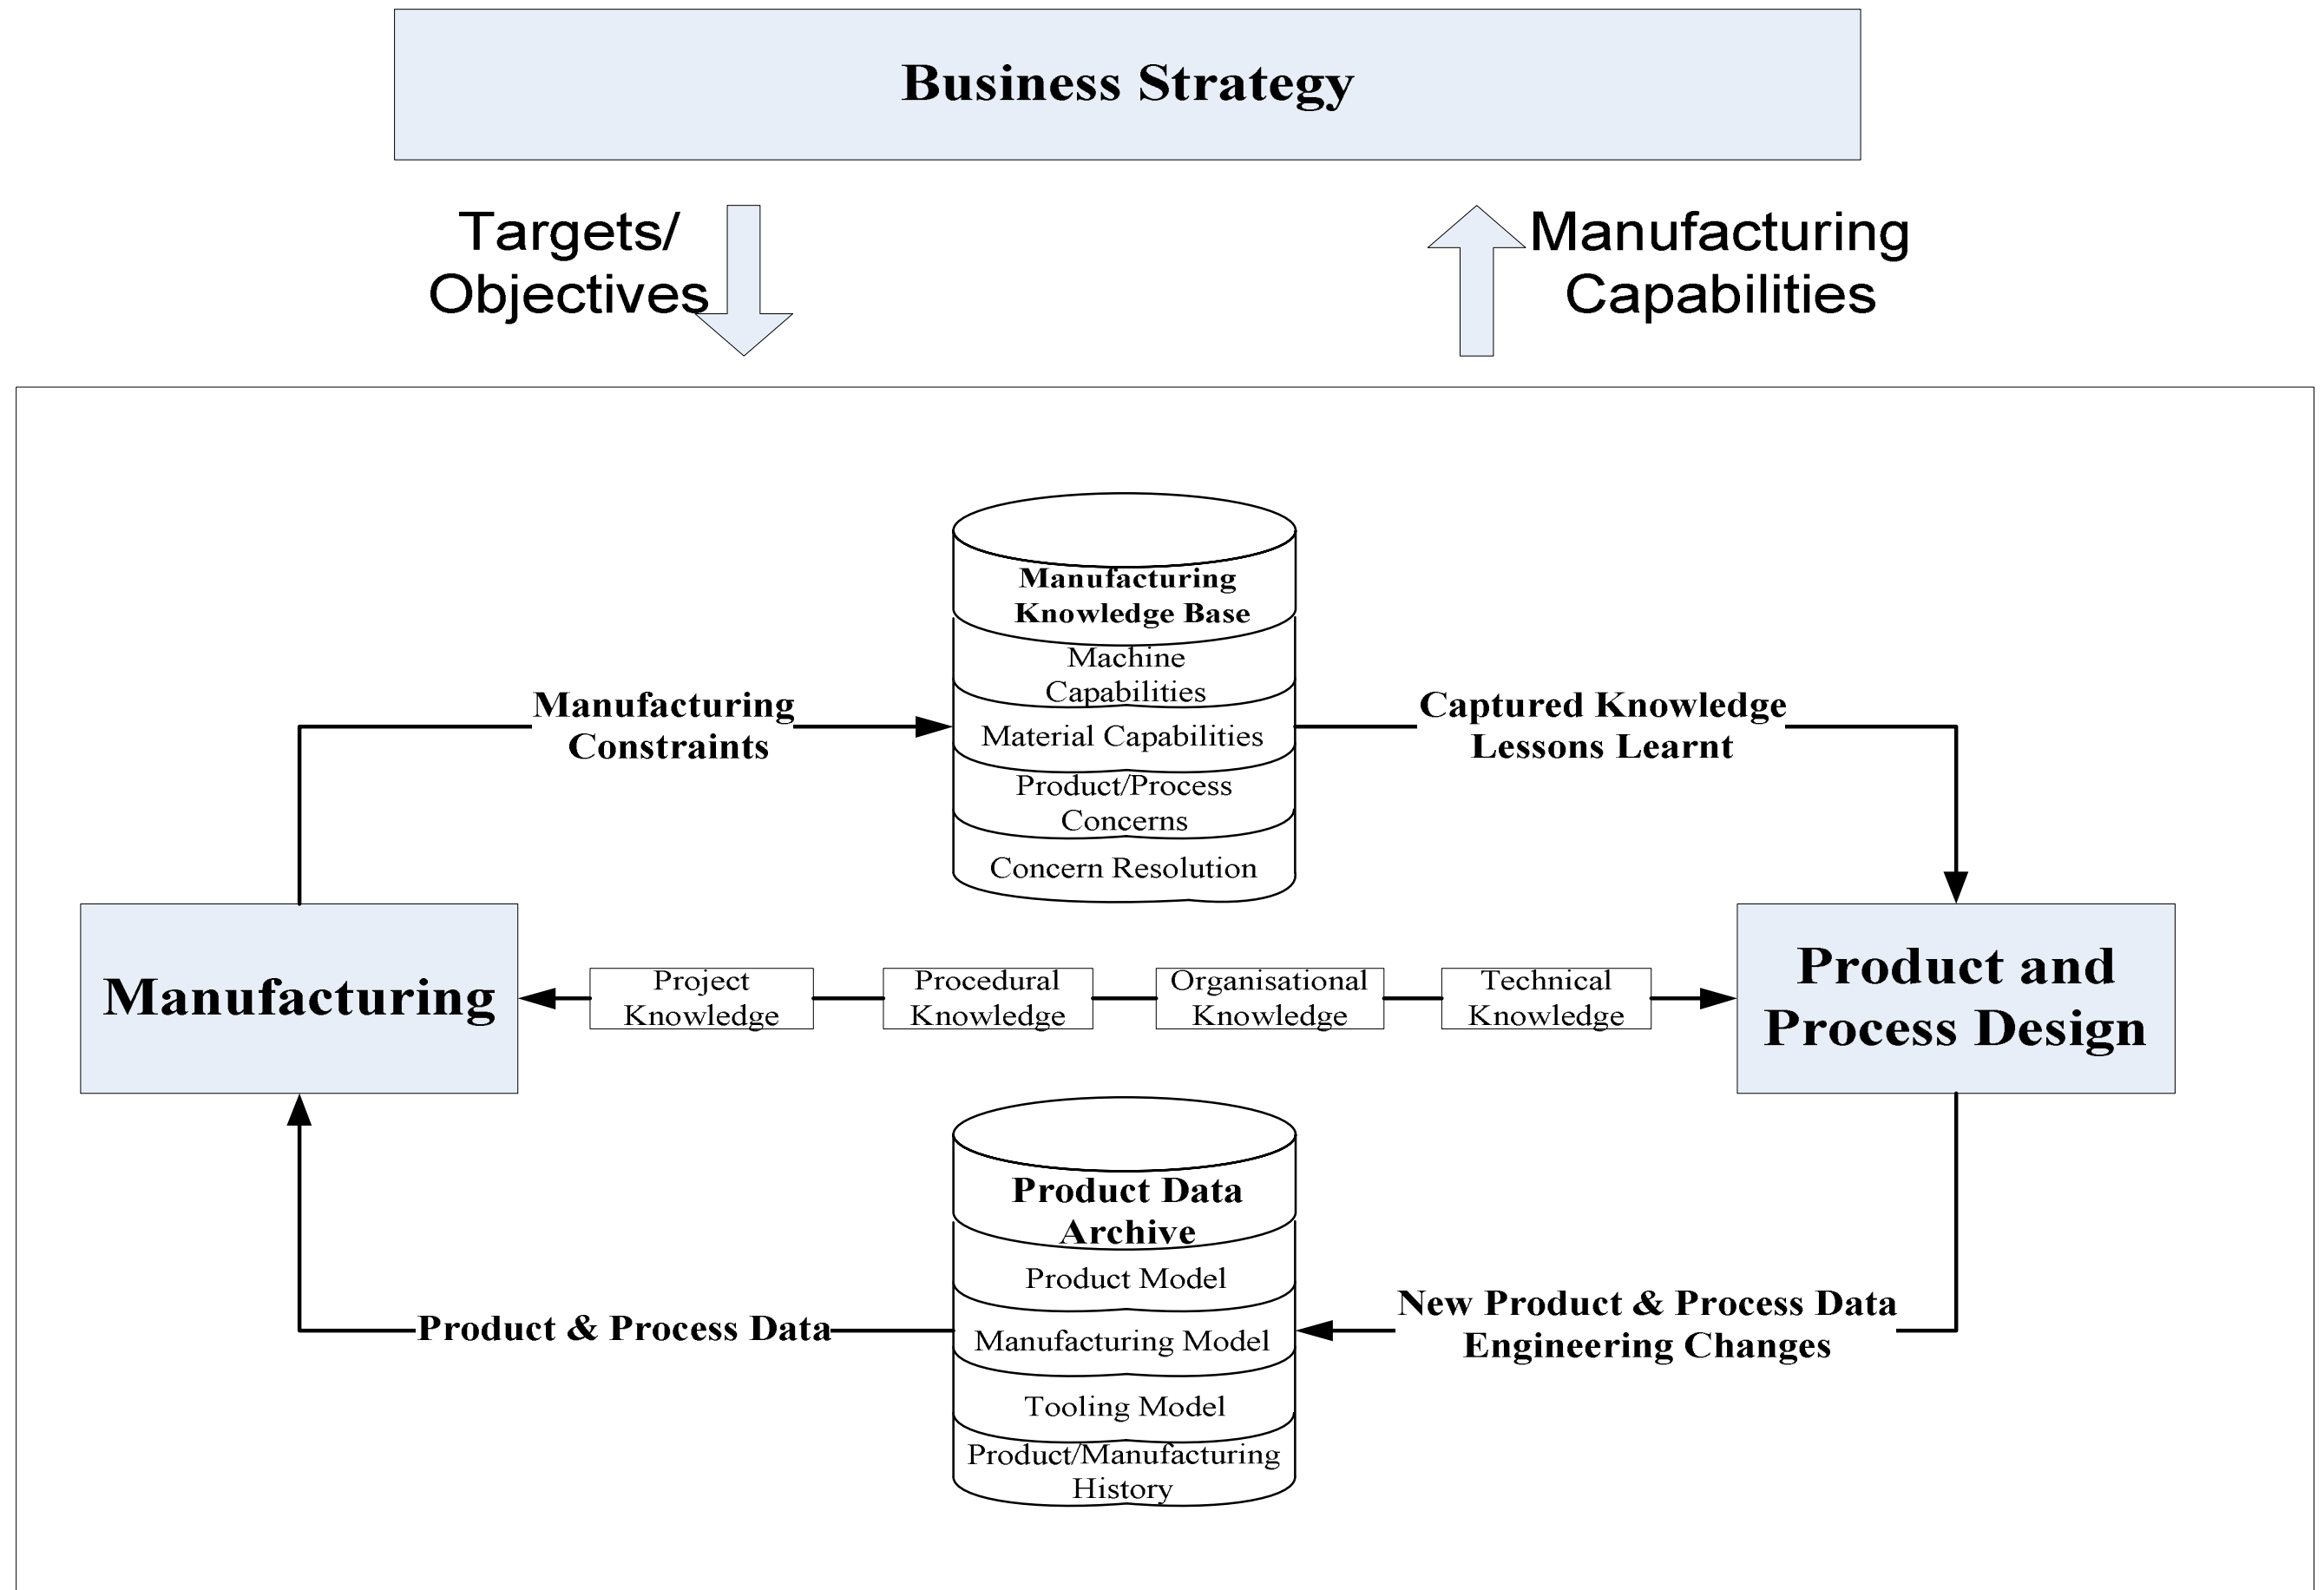 Business Strategy
Targets/
Objectives
Manufacturing
Capabilities
Manufacturing
Knowledge Base
Machine
Capabilities
Material Capabilities
Product/Process
Concerns
Concern Resolution
Manufacturing
Constraints
Captured Knowledge
Lessons Learnt
Manufacturing
Project
Knowledge
Procedural
Knowledge
Organisational
Knowledge
Technical
Knowledge
Product and
Process Design
Product Data
Archive
Product Model
Manufacturing Model
Tooling Model
Product/Manufacturing
History
Product & Process Data
New Product & Process Data
Engineering Changes